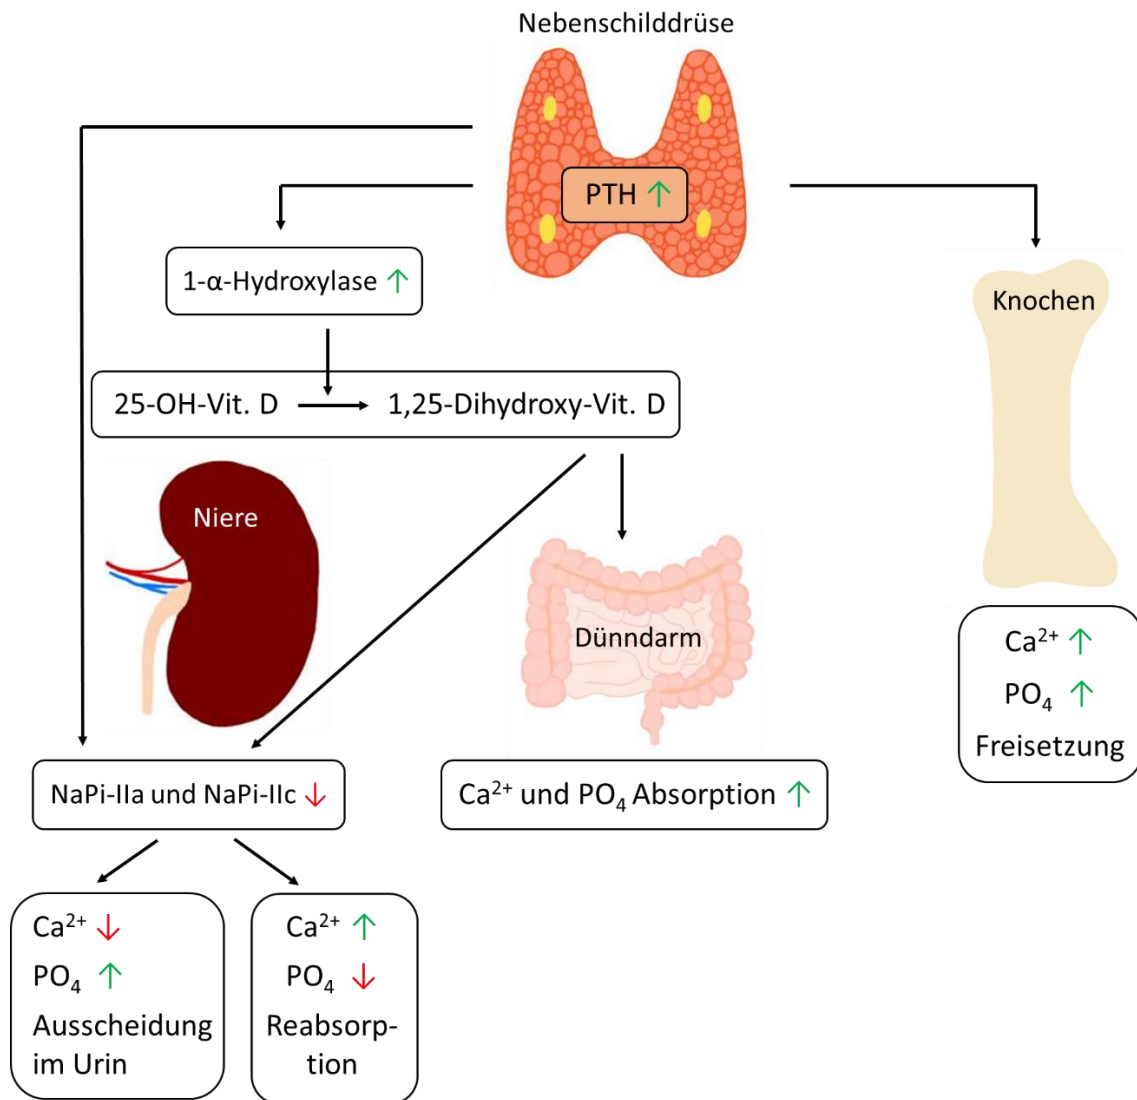 Nebenschilddrüse
PTH ↑
1-α-Hydroxylase ↑
Knochen
25-OH-Vit. D → 1,25-Dihydroxy-Vit. D
Niere
Dünndarm
Ca²⁺ ↑
PO₄ ↑
Freisetzung
NaPi-IIa und NaPi-IIc ↓
Ca²⁺ und PO₄ Absorption ↑
Ca²⁺ ↓
PO₄ ↑
Ausscheidung
im Urin
Ca²⁺ ↑
PO₄ ↓
Reabsorp-
tion